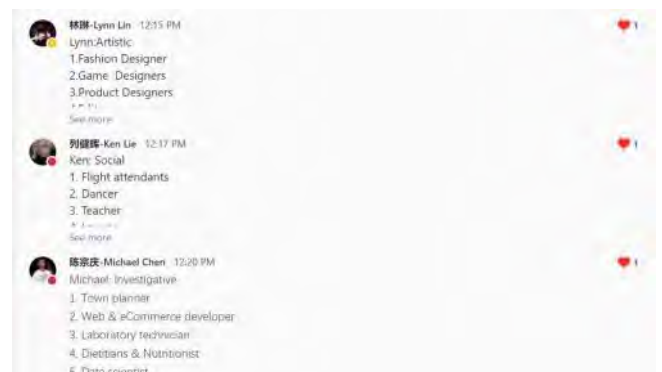 林琳-Lynn Lin 12:15 PM
1
Lynn:Artistic
1.Fashion Designer
2.Game Designers
3.Product Designers
See more
列健晖-Ken Lie 12:17 PM
1
Ken: Social
1. Flight attendants
2. Dancer
3. Teacher
See more
陈宗庆-Michael Chen 12:20 PM
1
Michael: Investigative
1. Town planner
2. Web & eCommerce developer
3. Laboratory technician
4. Dietitians & Nutritionist